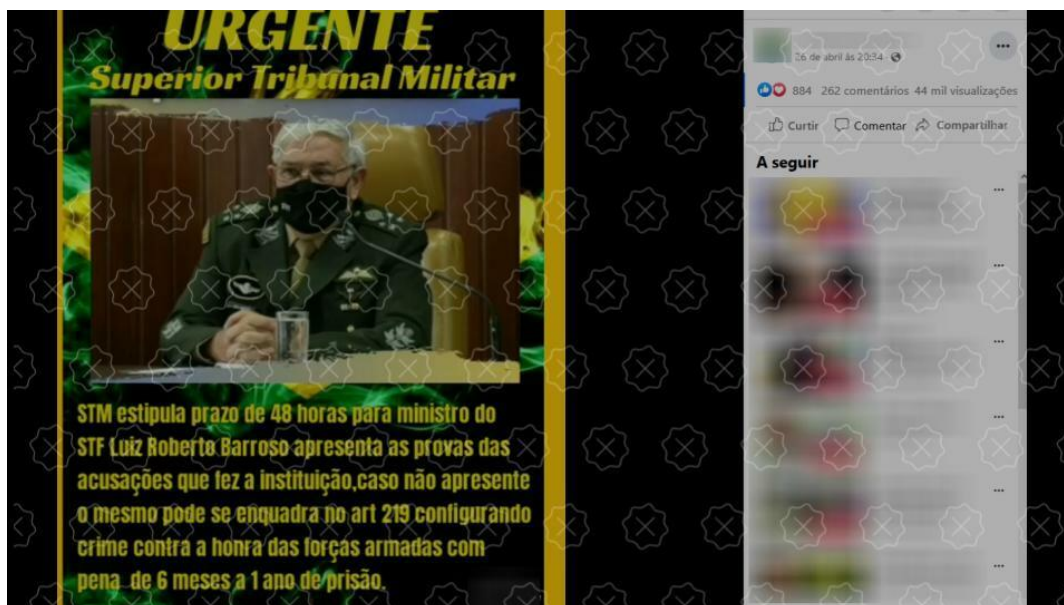 URGENTE
Superior Tribunal Militar
STM estipula prazo de 48 horas para ministro do
STF Luiz Roberto Barroso apresenta as provas das
acusações que fez a instituição,caso não apresente
o mesmo pode se enquadra no art 219 configurando
crime contra a honra das forças armadas com
pena de 6 meses a 1 ano de prisão.
26 de abril às 20:34
884 262 comentários 44 mil visualizações
Curtir Comentar Compartilhar
A seguir